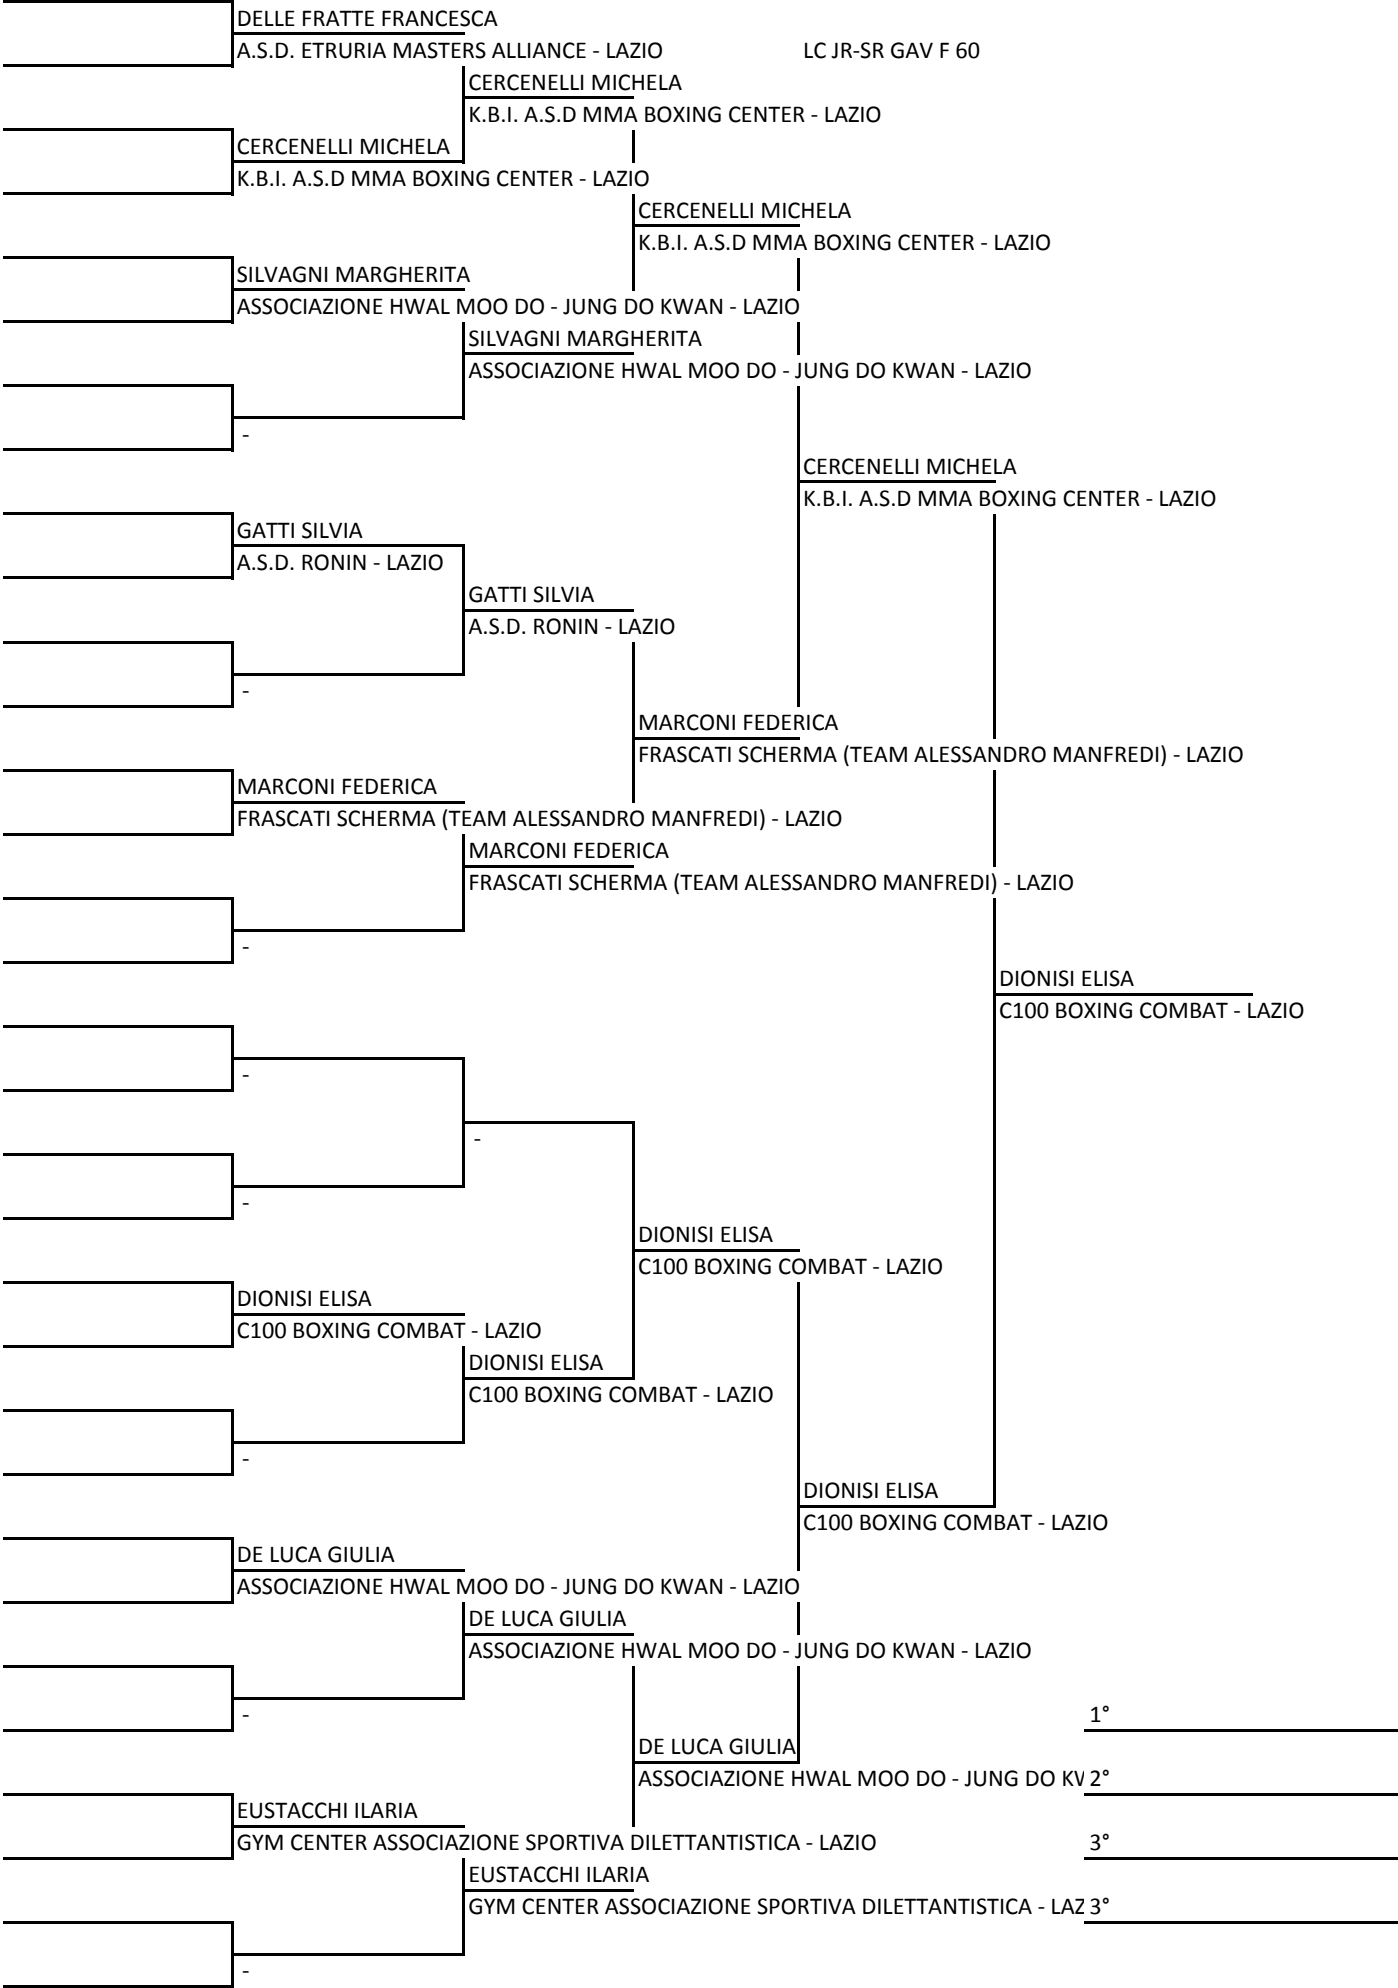 DELLE FRATTE FRANCESCA
A.S.D. ETRURIA MASTERS ALLIANCE - LAZIO
LC JR-SR GAV F 60
CERCENELLI MICHELA
K.B.I. A.S.D MMA BOXING CENTER - LAZIO
CERCENELLI MICHELA
K.B.I. A.S.D MMA BOXING CENTER - LAZIO
CERCENELLI MICHELA
K.B.I. A.S.D MMA BOXING CENTER - LAZIO
SILVAGNI MARGHERITA
ASSOCIAZIONE HWAL MOO DO - JUNG DO KWAN - LAZIO
SILVAGNI MARGHERITA
ASSOCIAZIONE HWAL MOO DO - JUNG DO KWAN - LAZIO
-
CERCENELLI MICHELA
K.B.I. A.S.D MMA BOXING CENTER - LAZIO
GATTI SILVIA
A.S.D. RONIN - LAZIO
GATTI SILVIA
A.S.D. RONIN - LAZIO
-
MARCONI FEDERICA
FRASCATI SCHERMA (TEAM ALESSANDRO MANFREDI) - LAZIO
MARCONI FEDERICA
FRASCATI SCHERMA (TEAM ALESSANDRO MANFREDI) - LAZIO
MARCONI FEDERICA
FRASCATI SCHERMA (TEAM ALESSANDRO MANFREDI) - LAZIO
-
DIONISI ELISA
C100 BOXING COMBAT - LAZIO
-
-
-
DIONISI ELISA
C100 BOXING COMBAT - LAZIO
DIONISI ELISA
C100 BOXING COMBAT - LAZIO
DIONISI ELISA
C100 BOXING COMBAT - LAZIO
-
DIONISI ELISA
C100 BOXING COMBAT - LAZIO
DE LUCA GIULIA
ASSOCIAZIONE HWAL MOO DO - JUNG DO KWAN - LAZIO
DE LUCA GIULIA
ASSOCIAZIONE HWAL MOO DO - JUNG DO KWAN - LAZIO
-
1°
DE LUCA GIULIA
ASSOCIAZIONE HWAL MOO DO - JUNG DO KW
2°
EUSTACCHI ILARIA
GYM CENTER ASSOCIAZIONE SPORTIVA DILETTANTISTICA - LAZIO
3°
EUSTACCHI ILARIA
GYM CENTER ASSOCIAZIONE SPORTIVA DILETTANTISTICA - LAZ
3°
-